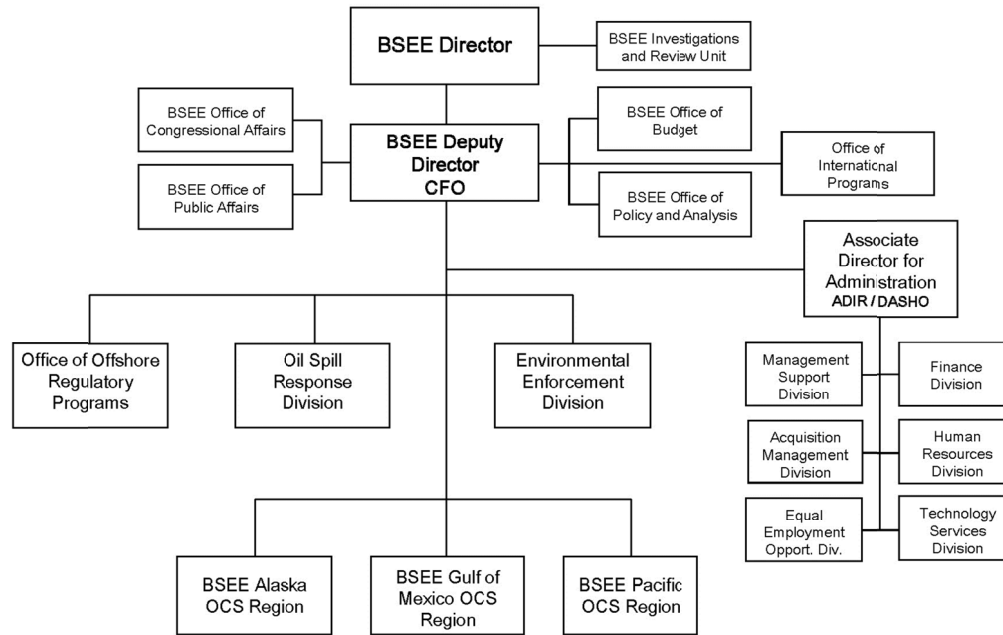 BSEE Director
BSEE Investigations
and Review Unit
BSEE Office of
Congressional Affairs
BSEE Office of
Public Affairs
BSEE Deputy
Director
CFO
BSEE Office of
Budget
BSEE Office of
Policy and Analysis
Office of
International
Programs
Associate
Director for
Administration
ADIR / DASHO
Office of Offshore
Regulatory
Programs
Oil Spill
Response
Division
Environmental
Enforcement
Division
Management
Support
Division
Finance
Division
Acquisition
Management
Division
Human
Resources
Division
Equal
Employment
Opport. Div.
Technology
Services
Division
BSEE Alaska
OCS Region
BSEE Gulf of
Mexico OCS
Region
BSEE Pacific
OCS Region